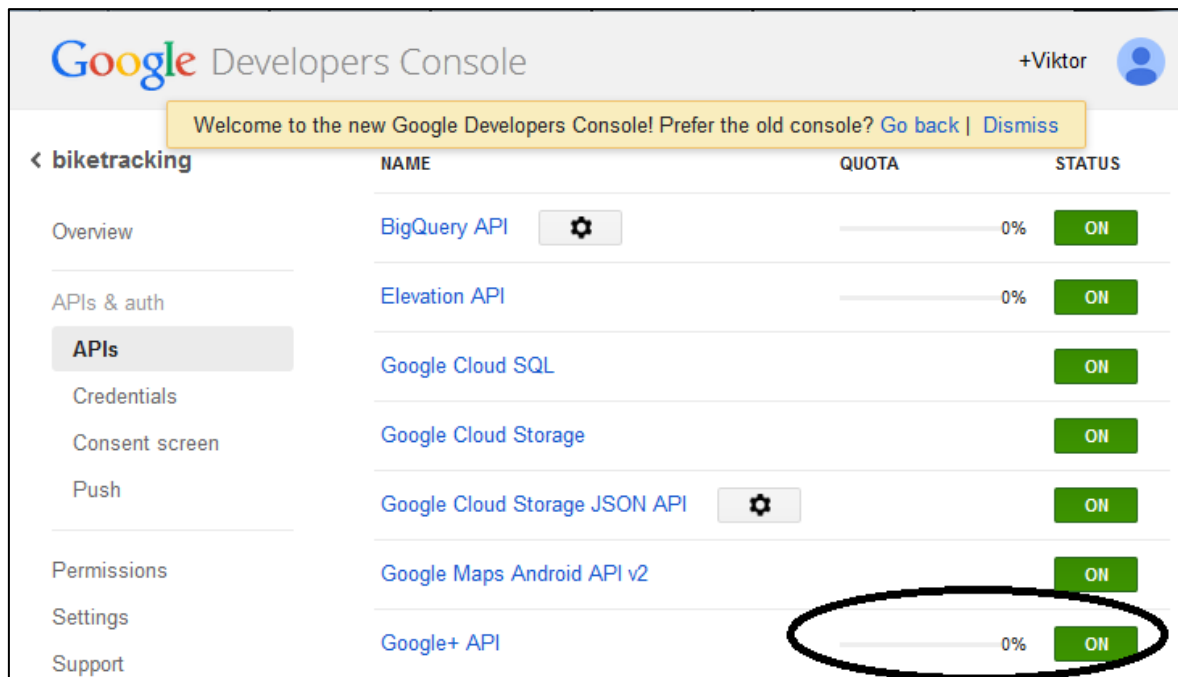 Google Developers Console
+Viktor
Welcome to the new Google Developers Console! Prefer the old console? Go back | Dismiss
biketracking
NAME QUOTA STATUS
Overview
BigQuery API 0% ON
APIs & auth
Elevation API 0% ON
APIs
Google Cloud SQL ON
Credentials
Google Cloud Storage ON
Consent screen
Push
Google Cloud Storage JSON API ON
Permissions
Google Maps Android API v2 ON
Settings
Google+ API 0% ON
Support